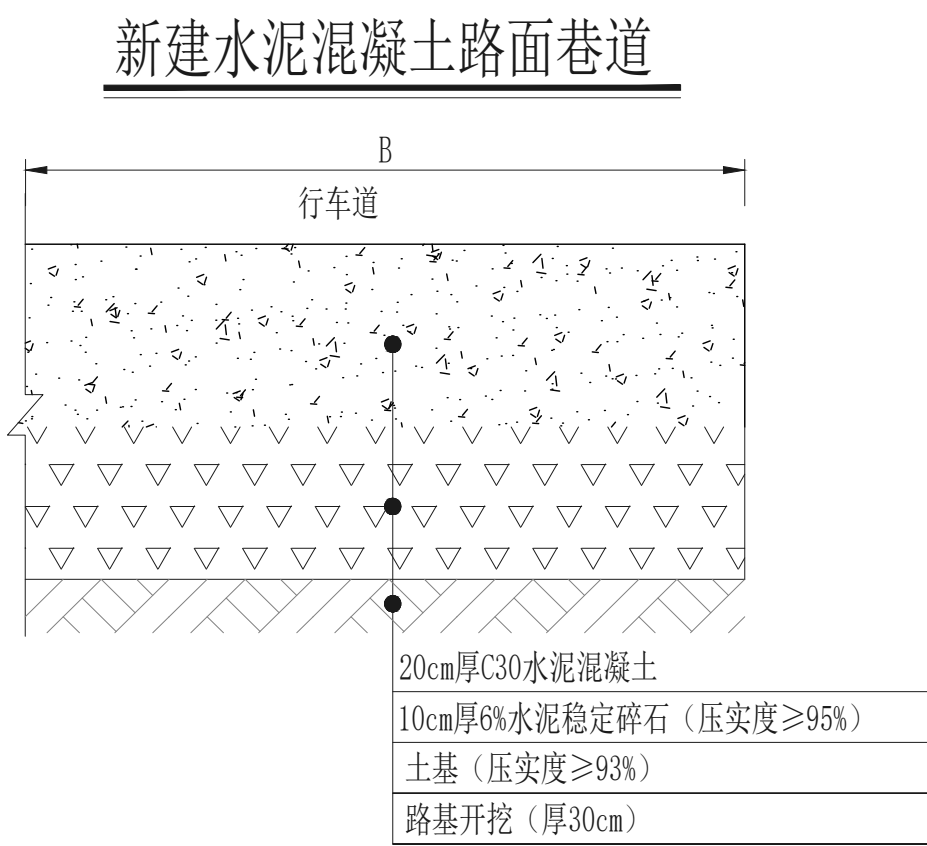 新建水泥混凝土路面巷道
B
行车道
20cm厚C30水泥混凝土
10cm厚6%水泥稳定碎石（压实度≥95%）
土基（压实度≥93%）
路基开挖（厚30cm）